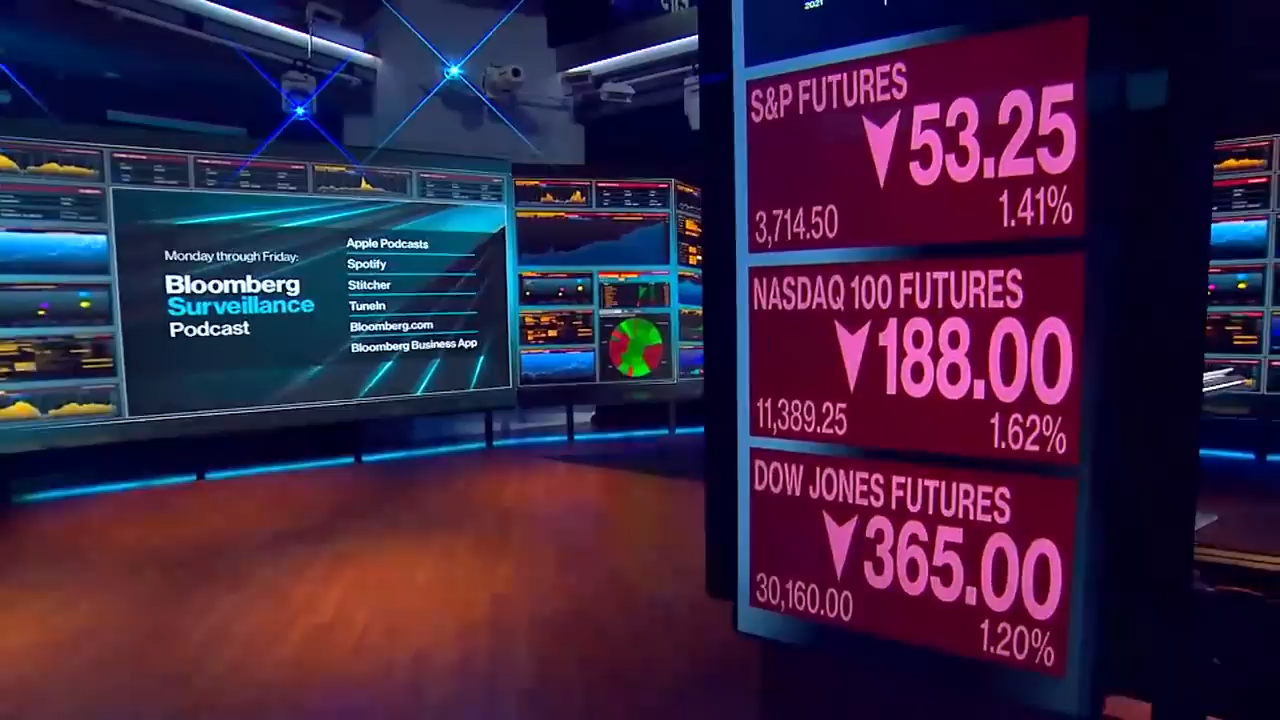 Monday through Friday:
Bloomberg
Surveillance
Podcast
Apple Podcasts
Spotify
Stitcher
TuneIn
Bloomberg.com
Bloomberg Business App
2021
S&P FUTURES
53.25
3,714.50
1.41%
NASDAQ 100 FUTURES
188.00
11,389.25
1.62%
DOW JONES FUTURES
365.00
30,160.00
1.20%